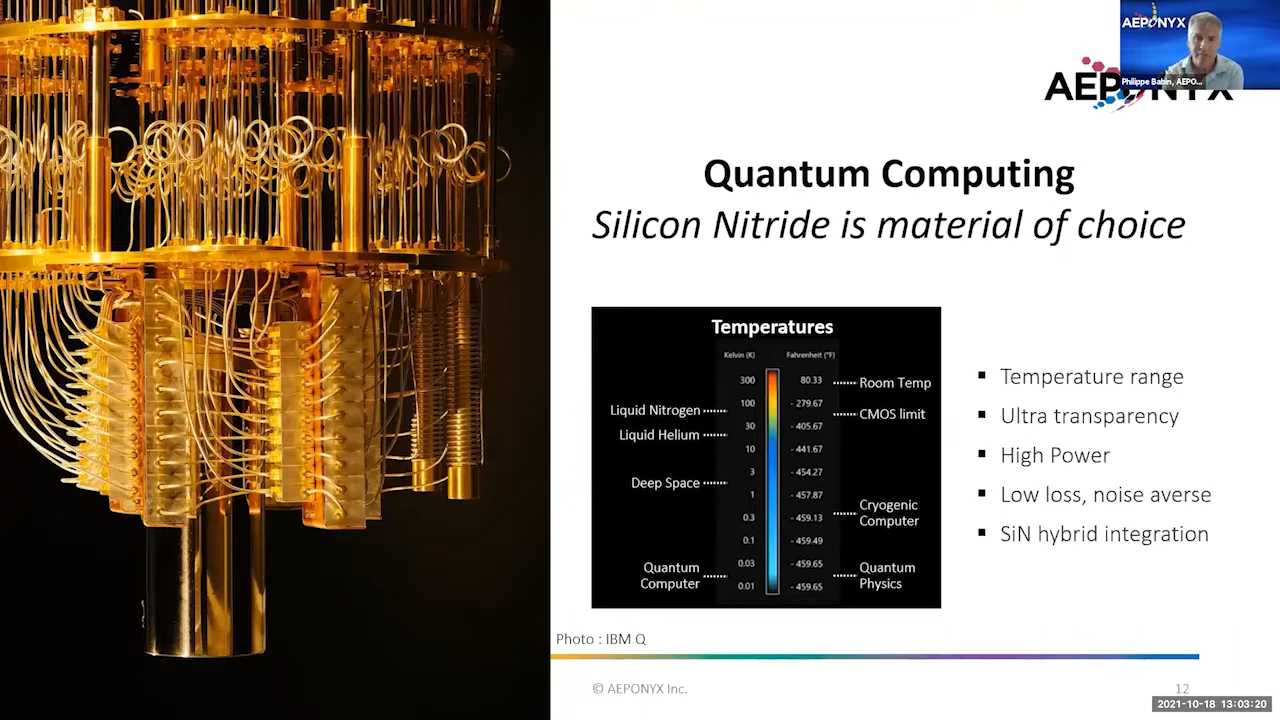 AEPONYX
Philippe Babin, AEPO...
AEPONYX
Quantum Computing
Silicon Nitride is material of choice
Temperatures
Kelvin (K) Fahrenheit (°F)
300 80.33 Room Temp
100 - 279.67
Liquid Nitrogen CMOS limit
30 - 405.67
Liquid Helium
10 - 441.67
3 - 454.27
Deep Space
1 - 457.87
0.3 - 459.13
Cryogenic
Computer
0.1 - 459.49
0.03 - 459.65
Quantum
Computer
Quantum
Physics
0.01 - 459.65
▪ Temperature range
▪ Ultra transparency
▪ High Power
▪ Low loss, noise averse
▪ SiN hybrid integration
Photo : IBM Q
© AEPONYX Inc.
12
2021-10-18 13:03:20